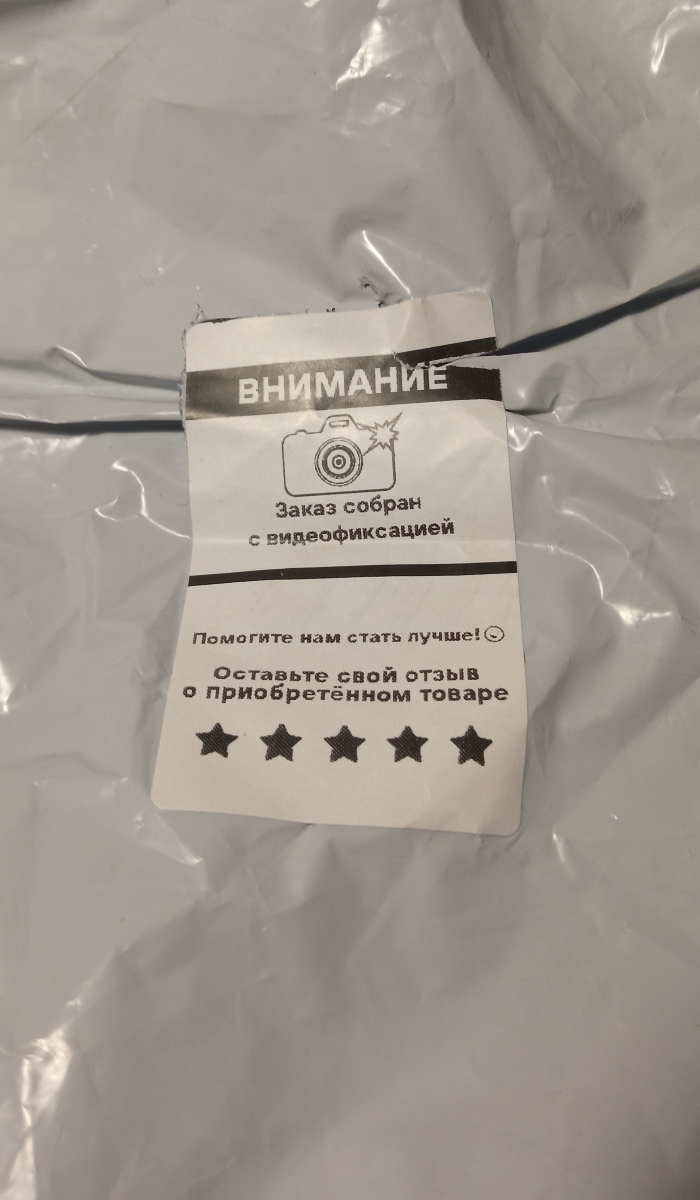 ВНИМАНИЕ
Заказ собран
с видеофиксацией
Помогите нам стать лучше!
Оставьте свой отзыв
о приобретённом товаре